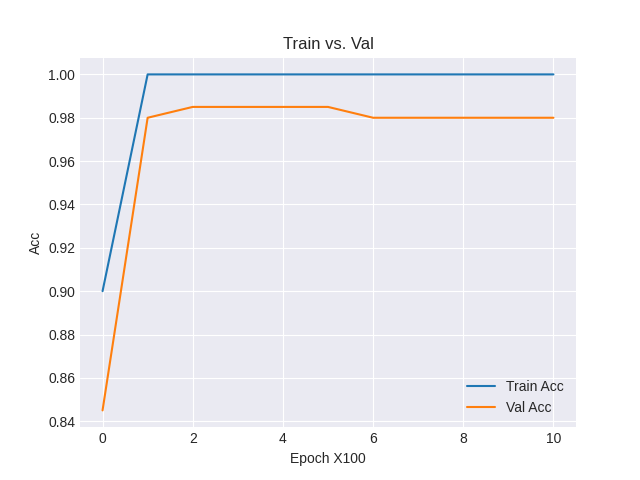 Train vs. Val
1.00
0.98
0.96
0.94
0.92
0.90
0.88
0.86
0.84
Acc
Train Acc
Val Acc
0 2 4 6 8 10
Epoch X100